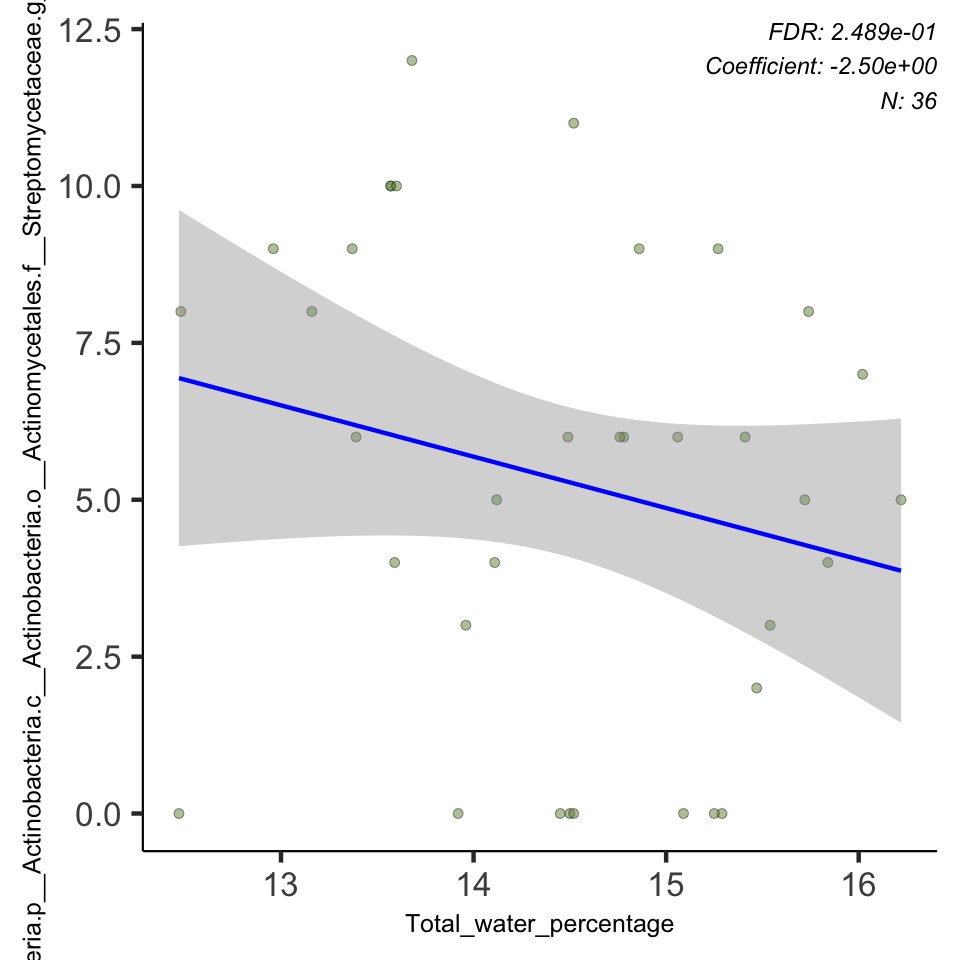 FDR: 2.489e-01
Coefficient: -2.50e+00
N: 36
eria.p__Actinobacteria.c__Actinobacteria.o__Actinomycetales.f__Streptomycetaceae.g
12.5
10.0
7.5
5.0
2.5
0.0
13 14 15 16
Total_water_percentage